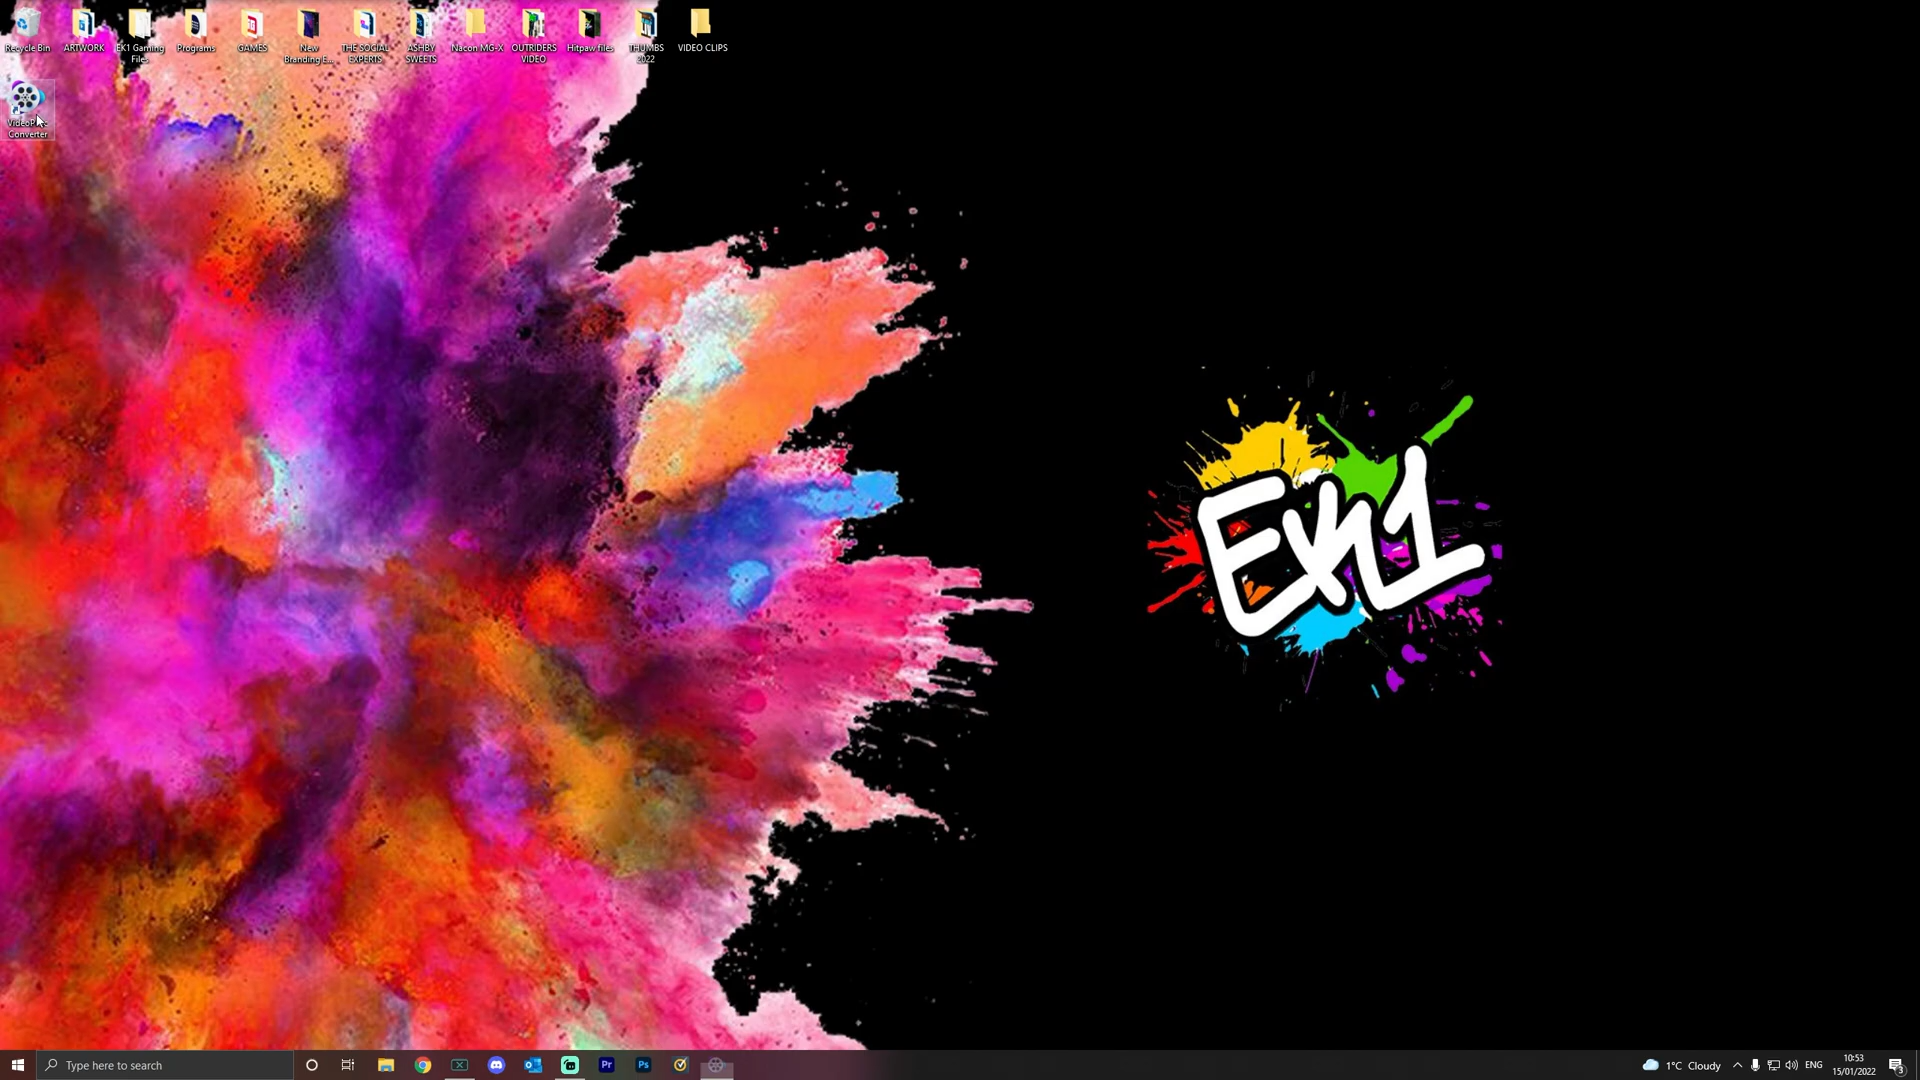 Recycle Bin
ARTWORK
EK1 Gaming
Files
Programs
GAMES
New
Branding E...
THE SOCIAL
EXPERTS
ASHBY
SWEETS
Nacon MG-X
OUTRIDERS
VIDEO
Hitpaw files
THUMBS
2022
VIDEO CLIPS
Converter
EK1
Type here to search
Pr
Ps
1°C Cloudy
ENG
10:53
15/01/2022
3